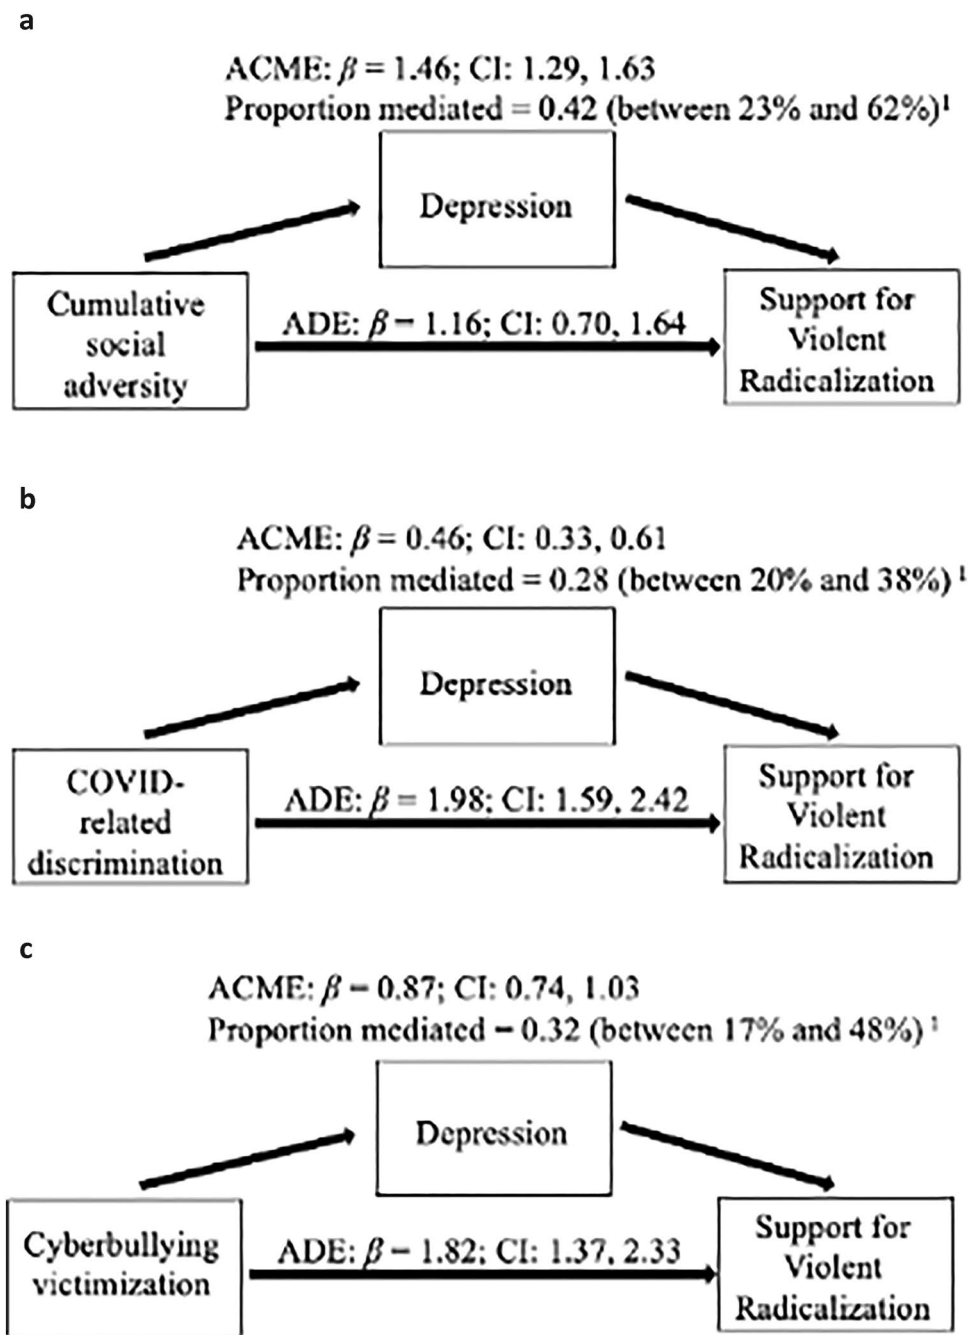 a
ACME: β = 1.46; CI: 1.29, 1.63
Proportion mediated = 0.42 (between 23% and 62%)¹
Depression
Cumulative
social
adversity
ADE: β = 1.16; CI: 0.70, 1.64
Support for
Violent
Radicalization
b
ACME: β = 0.46; CI: 0.33, 0.61
Proportion mediated = 0.28 (between 20% and 38%) ¹
Depression
COVID-
related
discrimination
ADE: β = 1.98; CI: 1.59, 2.42
Support for
Violent
Radicalization
c
ACME: β = 0.87; CI: 0.74, 1.03
Proportion mediated = 0.32 (between 17% and 48%) ¹
Depression
Cyberbullying
victimization
ADE: β = 1.82; CI: 1.37, 2.33
Support for
Violent
Radicalization